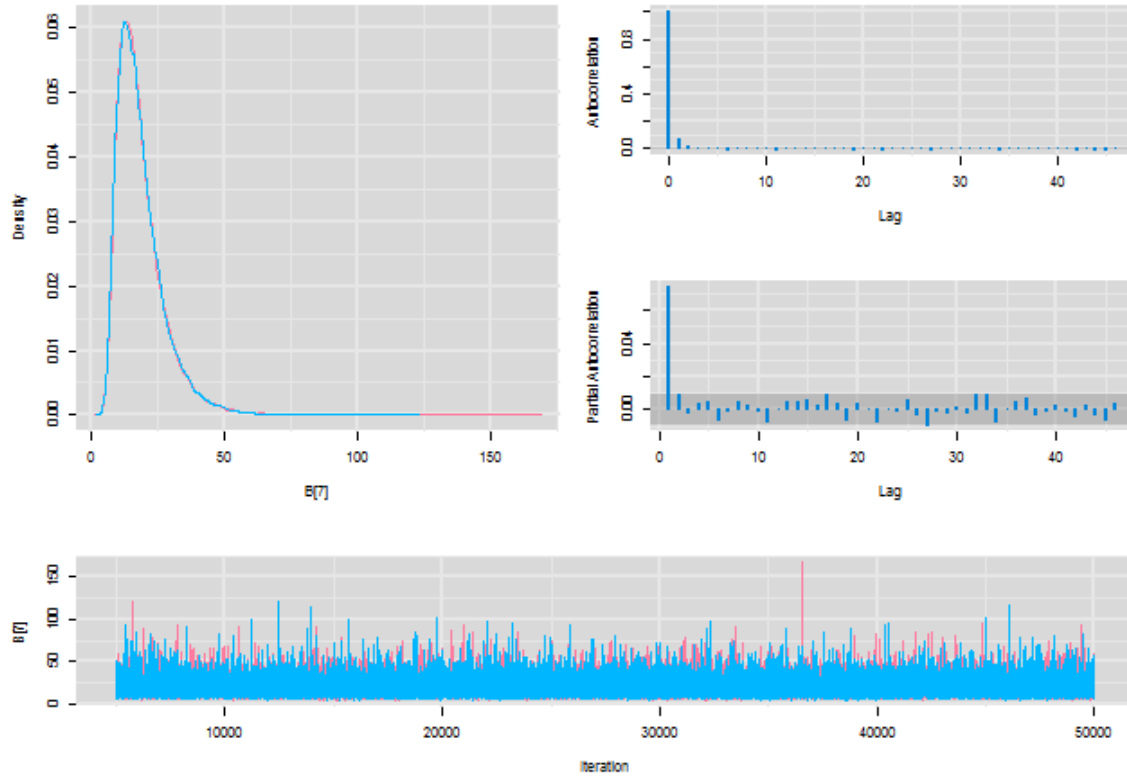 Density
0.00 0.01 0.02 0.03 0.04 0.05 0.06
0 50 100 150
B[7]
Autocorrelation
0.0 0.4 0.8
0 10 20 30 40
Lag
Partial Autocorrelation
0.00 0.04
0 10 20 30 40
Lag
B[7]
0 50 100 150
10000 20000 30000 40000 50000
Iteration